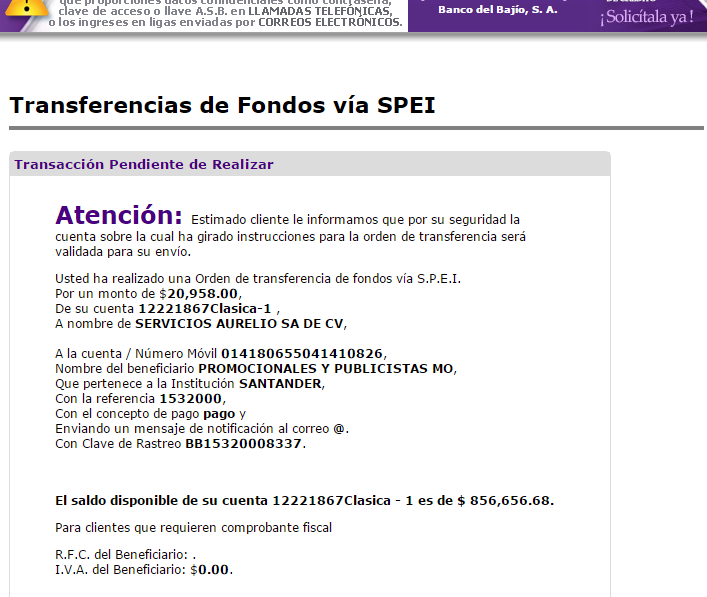 que proporciones datos confidenciales como contraseña,
clave de acceso o llave A.S.B. en LLAMADAS TELEFÓNICAS,
o los ingreses en ligas enviadas por CORREOS ELECTRÓNICOS.
Banco del Bajío, S. A.
¡Solicítala ya!
Transferencias de Fondos vía SPEI
Transacción Pendiente de Realizar
Atención: Estimado cliente le informamos que por su seguridad la
cuenta sobre la cual ha girado instrucciones para la orden de transferencia será
validada para su envío.
Usted ha realizado una Orden de transferencia de fondos vía S.P.E.I.
Por un monto de $20,958.00,
De su cuenta 12221867Clasica-1 ,
A nombre de SERVICIOS AURELIO SA DE CV,
A la cuenta / Número Móvil 014180655041410826,
Nombre del beneficiario PROMOCIONALES Y PUBLICISTAS MO,
Que pertenece a la Institución SANTANDER,
Con la referencia 1532000,
Con el concepto de pago pago y
Enviando un mensaje de notificación al correo @.
Con Clave de Rastreo BB15320008337.
El saldo disponible de su cuenta 12221867Clasica - 1 es de $ 856,656.68.
Para clientes que requieren comprobante fiscal
R.F.C. del Beneficiario: .
I.V.A. del Beneficiario: $0.00.